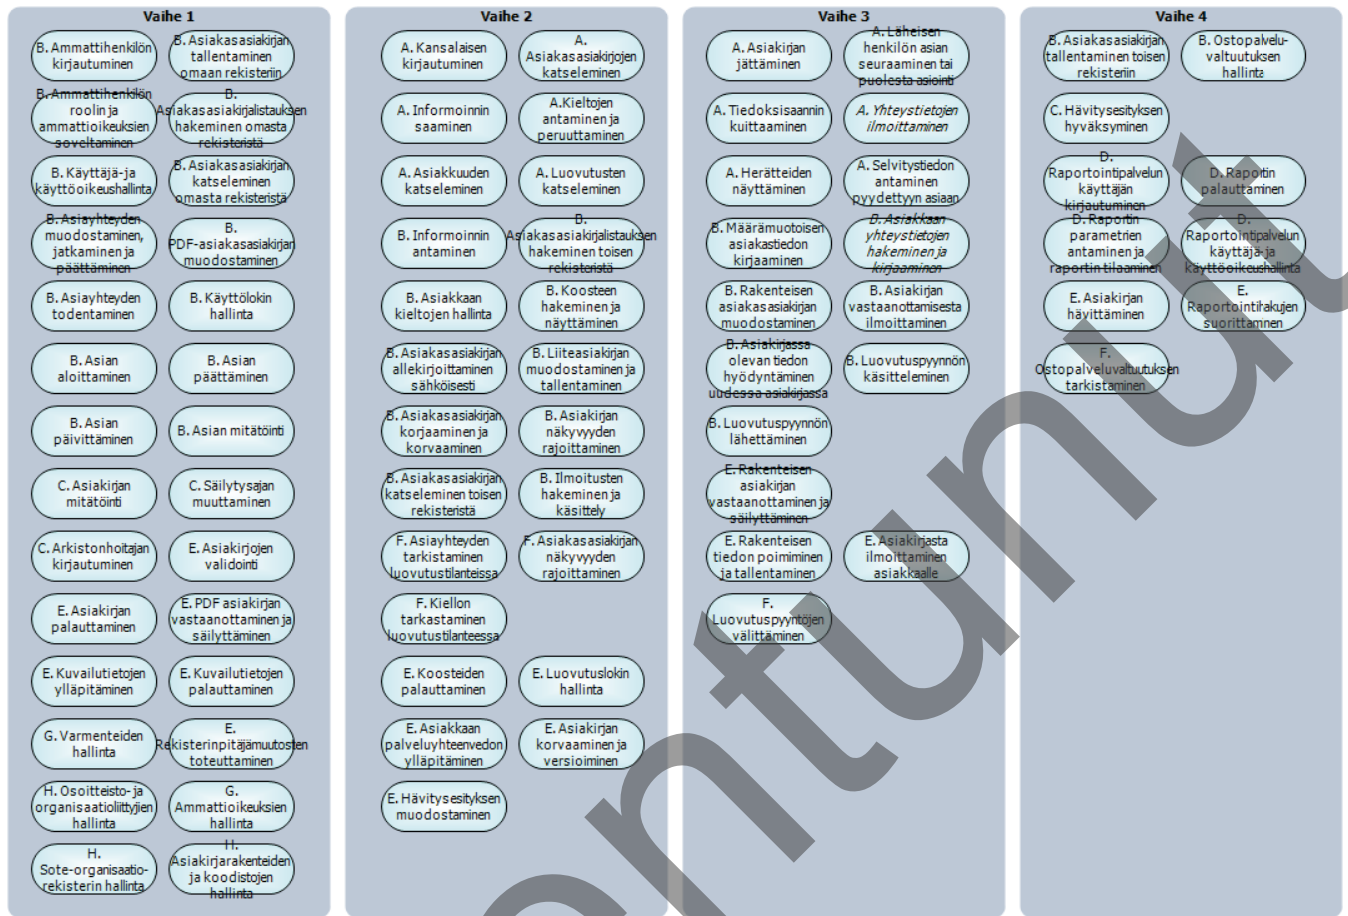 Vaihe 1
B. Ammattihenkilön
kirjautuminen
B. Asiakasasiakirjan
tallentaminen
omaan rekisteriin
B. Ammattihenkilön
roolin ja
ammattioikeuksien
soveltaminen
B.
Asiakasasiakirjalistauksen
hakeminen omasta
rekisteristä
B. Käyttäjä-ja
käyttöoikeushallinta
B. Asiakasasiakirjan
katseleminen
omasta rekisteristä
B. Asiayhteyden
muodostaminen,
jatkaminen ja
päättäminen
B.
PDF-asiakasasiakirjan
muodostaminen
B. Asiayhteyden
todentaminen
B. Käyttölokin
hallinta
B. Asian
aloittaminen
B. Asian
päättäminen
B. Asian
päivittäminen
B. Asian mitätöinti
C. Asiakirjan
mitätöinti
C. Säilytysajan
muuttaminen
C. Arkistonhoitajan
kirjautuminen
E. Asiakirjojen
validointi
E. Asiakirjan
palauttaminen
E. PDF asiakirjan
vastaanottaminen ja
säilyttäminen
E. Kuvailutietojen
ylläpitäminen
E. Kuvailutietojen
palauttaminen
G. Varmenteiden
hallinta
E.
Rekisterinpitäjämuutosten
toteuttaminen
H. Osoitteisto- ja
organisaatioliittyjien
hallinta
G.
Ammattioikeuksien
hallinta
H.
Sote-organisaatio-
rekisterin hallinta
H.
Asiakirjarakenteiden
ja koodistojen
hallinta
Vaihe 2
A. Kansalaisen
kirjautuminen
A.
Asiakasasiakirjojen
katseleminen
A. Informoinnin
saaminen
A.Kieltojen
antaminen ja
peruuttaminen
A. Asiakkuuden
katseleminen
A. Luovutusten
katseleminen
B. Informoinnin
antaminen
B.
Asiakasasiakirjalistauksen
hakeminen toisen
rekisteristä
B. Asiakkaan
kieltojen hallinta
B. Koosteen
hakeminen ja
näyttäminen
B. Asiakasasiakirjan
allekirjoittaminen
sähköisesti
B. Liiteasiakirjan
muodostaminen ja
tallentaminen
B. Asiakasasiakirjan
korjaaminen ja
korvaaminen
B. Asiakirjan
näkyvyyden
rajoittaminen
B. Asiakasasiakirjan
katseleminen toisen
rekisteristä
B. Ilmoitusten
hakeminen ja
käsittely
F. Asiayhteyden
tarkistaminen
luovutustilanteissa
F. Asiakasasiakirjan
näkyvyyden
rajoittaminen
F. Kiellon
tarkastaminen
luovutustilanteessa
E. Koosteiden
palauttaminen
E. Luovutuslokin
hallinta
E. Asiakkaan
palveluyhteenvedon
ylläpitäminen
E. Asiakirjan
korvaaminen ja
versioiminen
E. Hävitysesityksen
muodostaminen
Vaihe 3
A. Asiakirjan
jättäminen
A. Läheisen
henkilön asian
seuraaminen tai
puolesta asiointi
A. Tiedoksisaannin
kuittaaminen
A. Yhteystietojen
ilmoittaminen
A. Herätteiden
näyttäminen
A. Selvitystiedon
antaminen
pyydettyyn asiaan
B. Määrämuotoisen
asiakastiedon
kirjaaminen
B. Asiakkaan
yhteystietojen
hakeminen ja
kirjaaminen
B. Rakenteisen
asiakasasiakirjan
muodostaminen
B. Asiakirjan
vastaanottamisesta
ilmoittaminen
B. Asiakirjassa
olevan tiedon
hyödyntäminen
uudessa asiakirjassa
B. Luovutuspyynnön
käsitteleminen
B. Luovutuspyynnön
lähettäminen
E. Rakenteisen
asiakirjan
vastaanottaminen ja
säilyttäminen
E. Rakenteisen
tiedon poimiminen
ja tallentaminen
E. Asiakirjasta
ilmoittaminen
asiakkaalle
F.
Luovutuspyyntöjen
välittäminen
Vaihe 4
B. Asiakasasiakirjan
tallentaminen toisen
rekisteriin
B. Ostopalvelu-
valtuutuksen
hallinta
C. Hävitysesityksen
hyväksyminen
D.
Raportointipalvelun
käyttäjän
kirjautuminen
D. Raportin
palauttaminen
D. Raportin
parametrien
antaminen ja
raportin tilaaminen
D.
Raportointipalvelun
käyttäjä-ja
käyttöoikeushallinta
E. Asiakirjan
hävittäminen
E.
Raportointihakujen
suorittamnen
F.
Ostopalveluvaltuutuksen
tarkistaminen
entunut